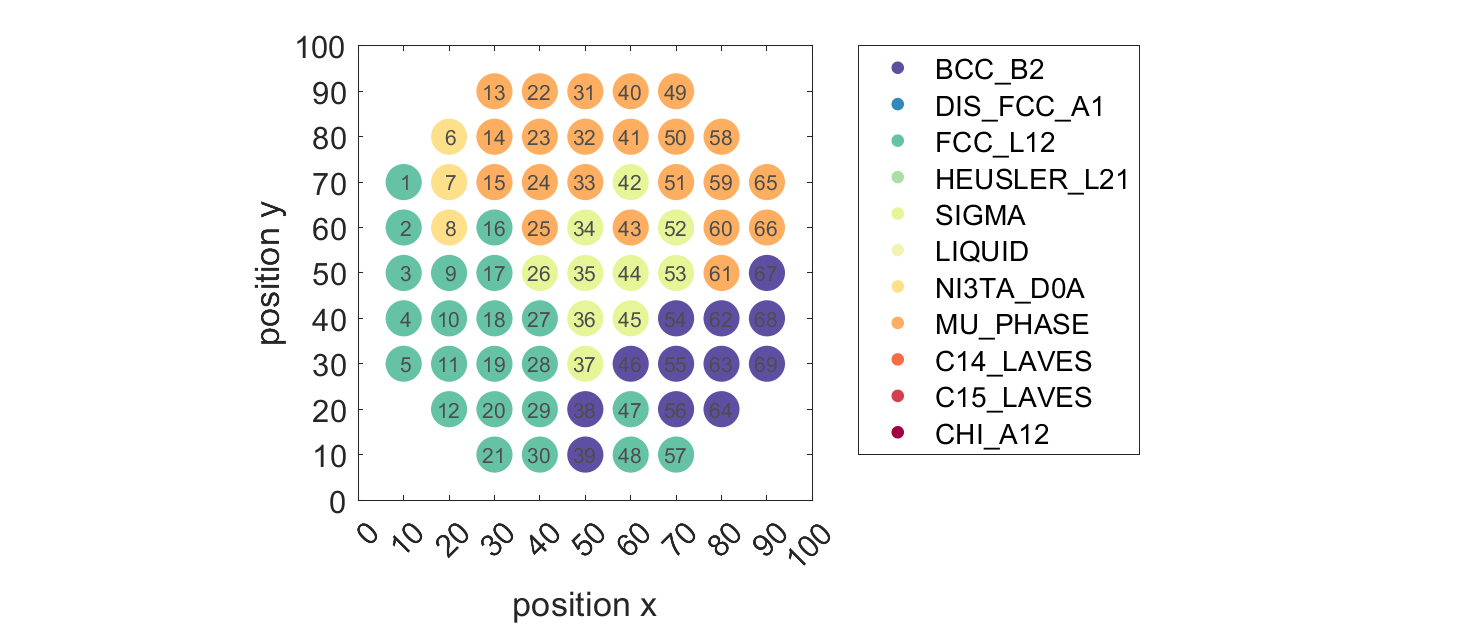 100
90
13 22 31 40 49
80
6 14 23 32 41 50 58
70
1 7 15 24 33 42 51 59 65
60
2 8 16 25 34 43 52 60 66
50
3 9 17 26 35 44 53 61 67
40
4 10 18 27 36 45 54 62 68
30
5 11 19 28 37 46 55 63 69
20
12 20 29 38 47 56 64
10
21 30 39 48 57
0
position y
0 10 20 30 40 50 60 70 80 90 100
position x
BCC_B2
DIS_FCC_A1
FCC_L12
HEUSLER_L21
SIGMA
LIQUID
NI3TA_D0A
MU_PHASE
C14_LAVES
C15_LAVES
CHI_A12